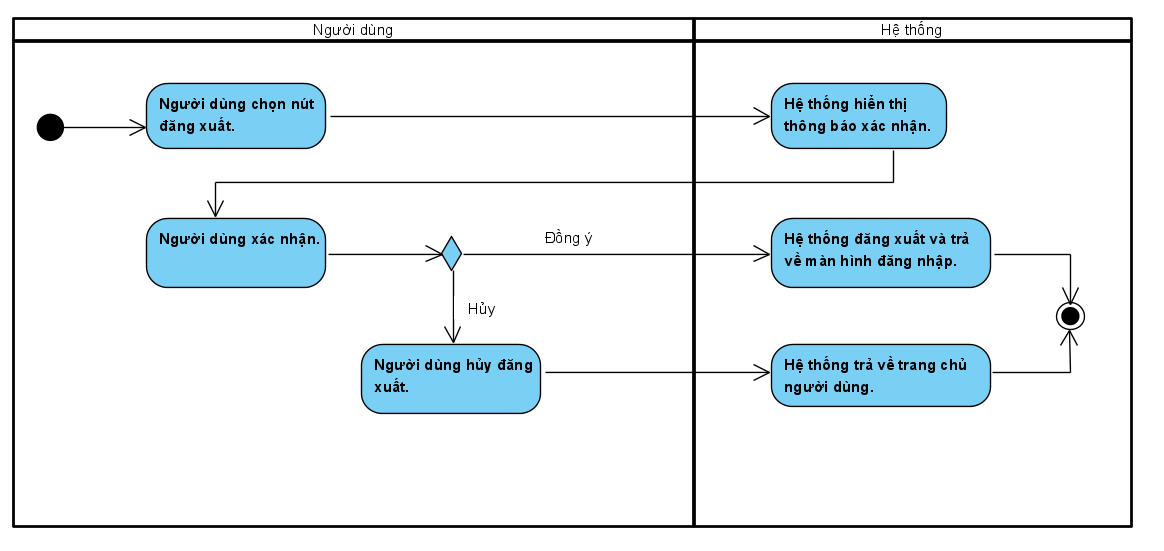 Người dùng
Hệ thống
Người dùng chọn nút
đăng xuất.
Hệ thống hiển thị
thông báo xác nhận.
Người dùng xác nhận.
Đồng ý
Hệ thống đăng xuất và trả
về màn hình đăng nhập.
Hủy
Người dùng hủy đăng
xuất.
Hệ thống trả về trang chủ
người dùng.